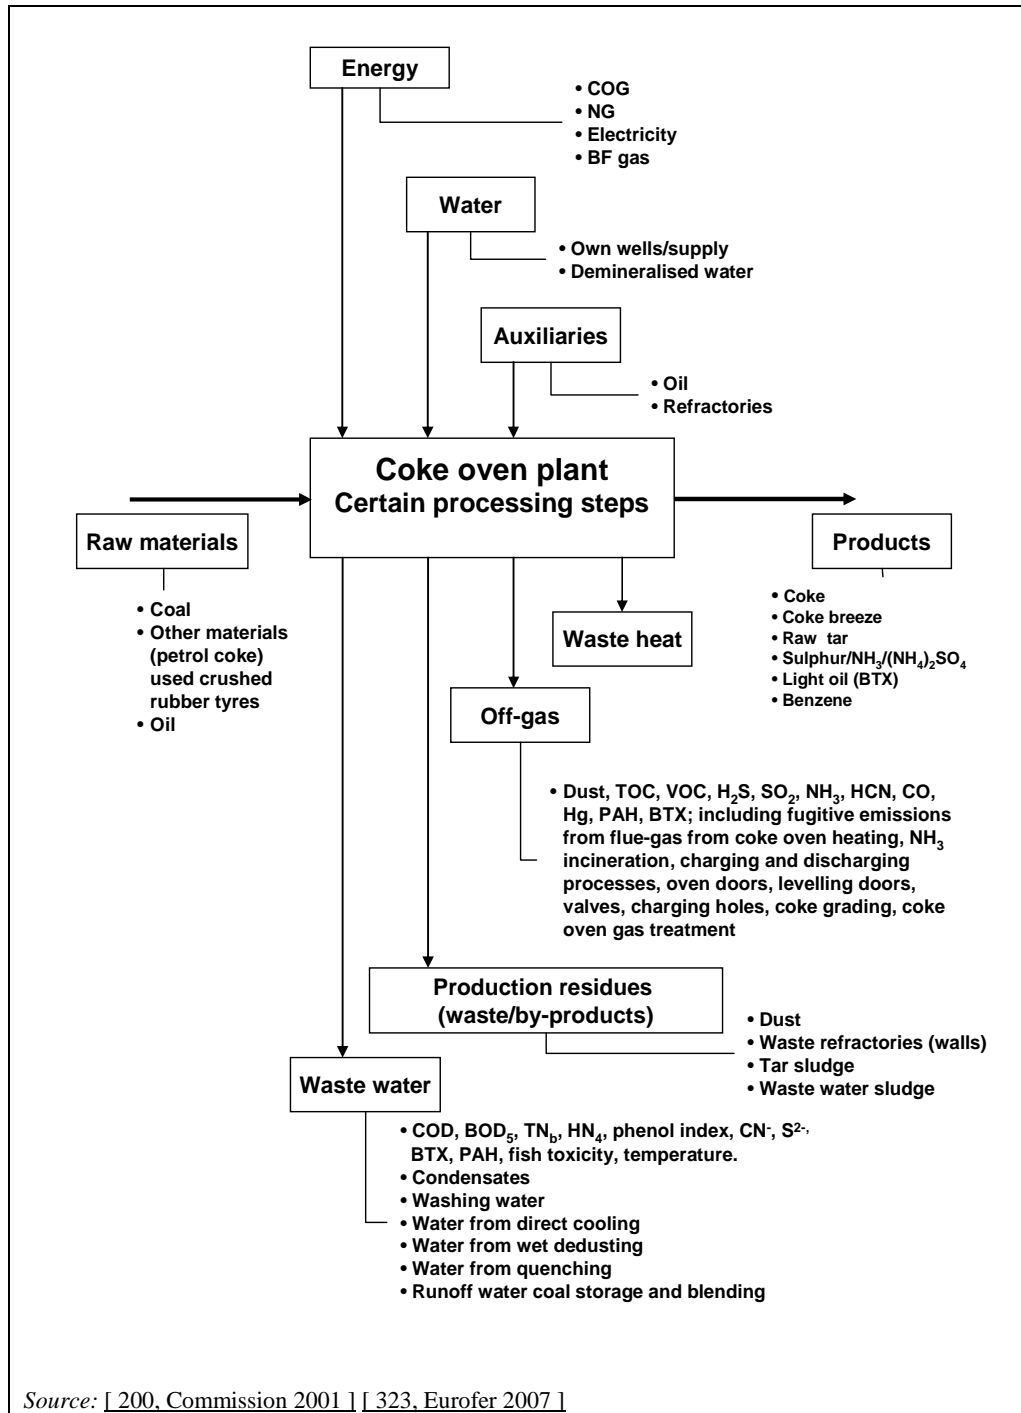 Energy
• COG
• NG
• Electricity
• BF gas
Water
• Own wells/supply
• Demineralised water
Auxiliaries
• Oil
• Refractories
Coke oven plant
Certain processing steps
Raw materials
• Coal
• Other materials
(petrol coke)
used crushed
rubber tyres
• Oil
Products
• Coke
• Coke breeze
• Raw tar
• Sulphur/NH₃/(NH₄)₂SO₄
• Light oil (BTX)
• Benzene
Waste heat
Off-gas
• Dust, TOC, VOC, H₂S, SO₂, NH₃, HCN, CO,
Hg, PAH, BTX; including fugitive emissions
from flue-gas from coke oven heating, NH₃
incineration, charging and discharging
processes, oven doors, levelling doors,
valves, charging holes, coke grading, coke
oven gas treatment
Production residues
(waste/by-products)
• Dust
• Waste refractories (walls)
• Tar sludge
• Waste water sludge
Waste water
• COD, BOD₅, TN_b, HN₄, phenol index, CN⁻, S²⁻,
BTX, PAH, fish toxicity, temperature.
• Condensates
• Washing water
• Water from direct cooling
• Water from wet dedusting
• Water from quenching
• Runoff water coal storage and blending
Source: [ 200, Commission 2001 ] [ 323, Eurofer 2007 ]